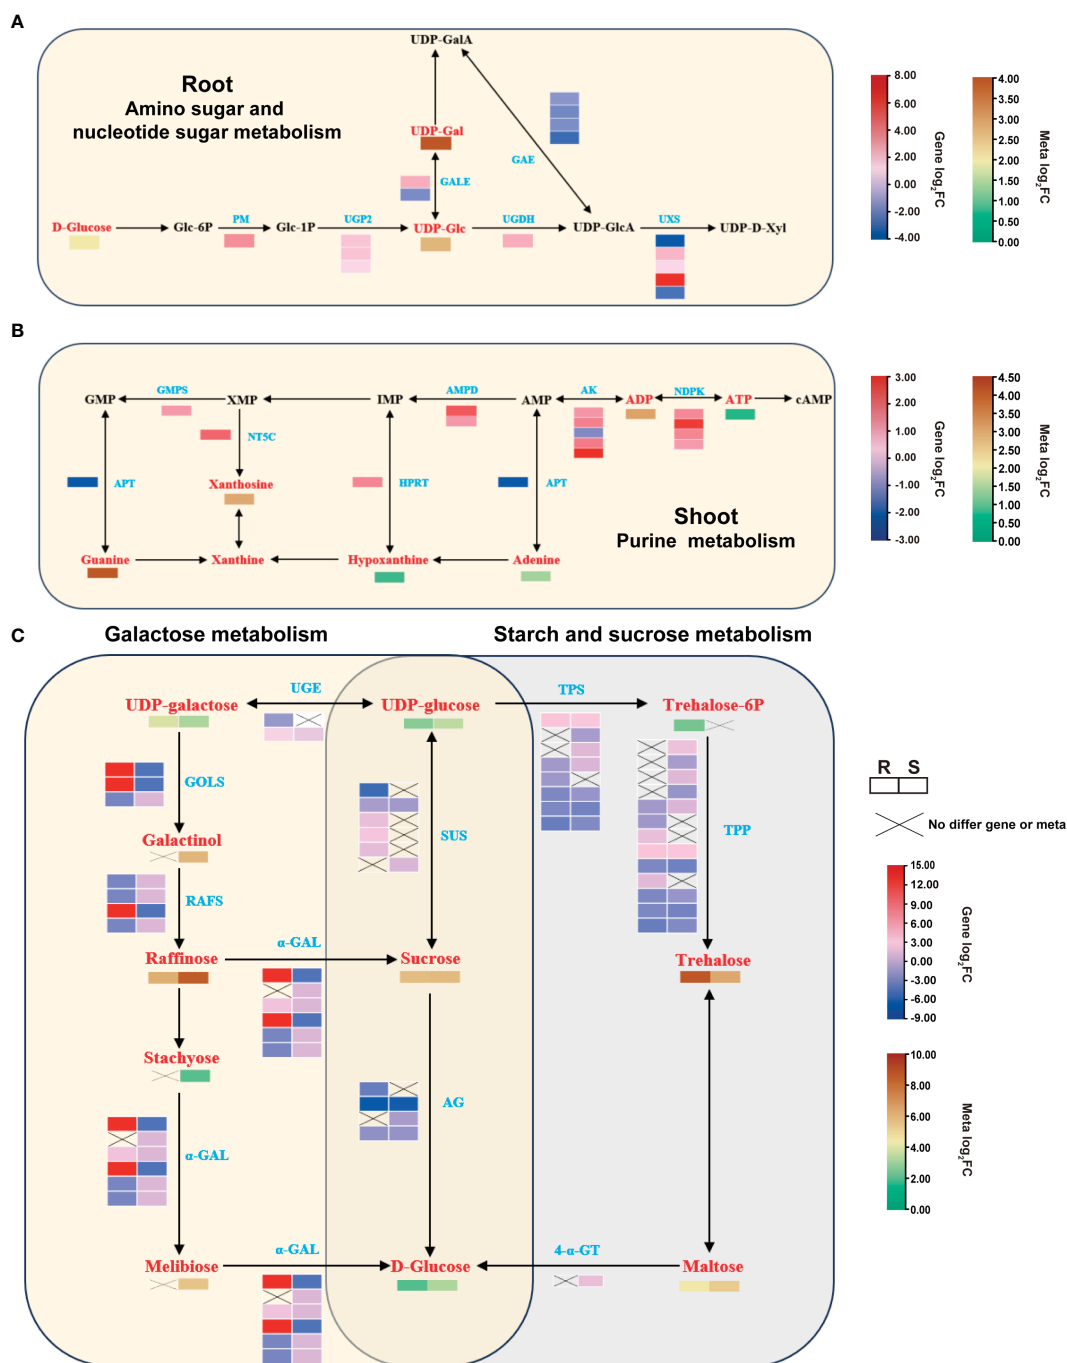 A
Root
Amino sugar and
nucleotide sugar metabolism
UDP-GalA
UDP-Gal
GALE
GAE
D-Glucose
Glc-6P
PM
Glc-1P
UGP2
UDP-Glc
UGDH
UDP-GlcA
UXS
UDP-D-Xyl
8.00
6.00
4.00
2.00
0.00
-2.00
-4.00
Gene log2FC
4.00
3.50
3.00
2.50
2.00
1.50
1.00
0.50
0.00
Meta log2FC
B
GMP
GMPS
XMP
IMP
AMPD
AMP
AK
ADP
NDPK
ATP
cAMP
NT5C
APT
Xanthosine
HPRT
APT
Shoot
Purine metabolism
Guanine
Xanthine
Hypoxanthine
Adenine
3.00
2.00
1.00
0.00
-1.00
-2.00
-3.00
Gene log2FC
4.50
4.00
3.50
3.00
2.50
2.00
1.50
1.00
0.50
0.00
Meta log2FC
C
Galactose metabolism
Starch and sucrose metabolism
UDP-galactose
UGE
UDP-glucose
TPS
Trehalose-6P
GOLS
Galactinol
SUS
TPP
RAFS
Raffinose
α-GAL
Sucrose
Trehalose
Stachyose
AG
α-GAL
Melibiose
α-GAL
D-Glucose
4-α-GT
Maltose
R S
No differ gene or meta
15.00
12.00
9.00
6.00
3.00
0.00
-3.00
-6.00
-9.00
Gene log2FC
10.00
8.00
6.00
4.00
2.00
0.00
Meta log2FC